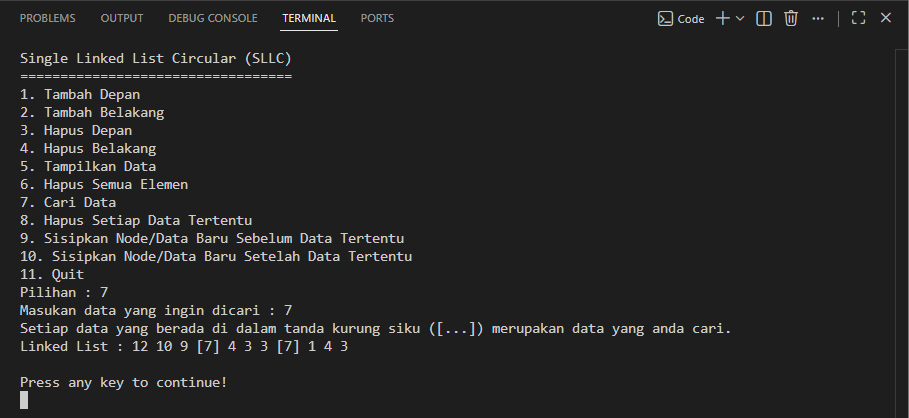 PROBLEMS OUTPUT DEBUG CONSOLE TERMINAL PORTS Code
Single Linked List Circular (SLLC)
==================================
1. Tambah Depan
2. Tambah Belakang
3. Hapus Depan
4. Hapus Belakang
5. Tampilkan Data
6. Hapus Semua Elemen
7. Cari Data
8. Hapus Setiap Data Tertentu
9. Sisipkan Node/Data Baru Sebelum Data Tertentu
10. Sisipkan Node/Data Baru Setelah Data Tertentu
11. Quit
Pilihan : 7
Masukan data yang ingin dicari : 7
Setiap data yang berada di dalam tanda kurung siku ([...]) merupakan data yang anda cari.
Linked List : 12 10 9 [7] 4 3 3 [7] 1 4 3
Press any key to continue!